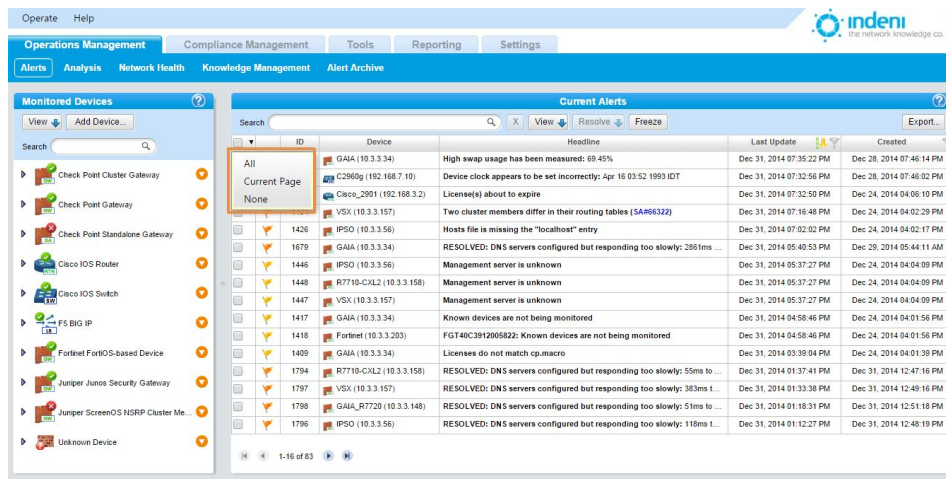 Operate Help
indeni
the network knowledge co.
Operations Management Compliance Management Tools Reporting Settings
Alerts Analysis Network Health Knowledge Management Alert Archive
Monitored Devices ?
View Add Device...
Search
Check Point Cluster Gateway
Check Point Gateway
Check Point Standalone Gateway
Cisco IOS Router
Cisco IOS Switch
F5 BIG IP
Fortinet FortiOS-based Device
Juniper Junos Security Gateway
Juniper ScreenOS NSRP Cluster Me...
Unknown Device
Current Alerts ?
Search X View Resolve Freeze Export...
ID Device Headline Last Update Created
All
Current Page
None
GAIA (10.3.3.34) High swap usage has been measured: 69.45% Dec 31, 2014 07:35:22 PM Dec 28, 2014 07:46:14 PM
C2960g (192.168.7.10) Device clock appears to be set incorrectly: Apr 16 03:52 1993 IDT Dec 31, 2014 07:32:56 PM Dec 28, 2014 07:46:02 PM
Cisco_2901 (192.168.3.2) License(s) about to expire Dec 31, 2014 07:32:50 PM Dec 24, 2014 04:06:10 PM
VSX (10.3.3.157) Two cluster members differ in their routing tables (SA#66322) Dec 31, 2014 07:16:48 PM Dec 24, 2014 04:02:29 PM
1426 IPSO (10.3.3.56) Hosts file is missing the "localhost" entry Dec 31, 2014 07:02:02 PM Dec 24, 2014 04:02:17 PM
1679 GAIA (10.3.3.34) RESOLVED: DNS servers configured but responding too slowly: 2861ms ... Dec 31, 2014 05:40:53 PM Dec 29, 2014 05:44:11 AM
1446 IPSO (10.3.3.56) Management server is unknown Dec 31, 2014 05:37:27 PM Dec 24, 2014 04:04:09 PM
1448 R7710-CXL2 (10.3.3.158) Management server is unknown Dec 31, 2014 05:37:27 PM Dec 24, 2014 04:04:09 PM
1447 VSX (10.3.3.157) Management server is unknown Dec 31, 2014 05:37:27 PM Dec 24, 2014 04:04:09 PM
1417 GAIA (10.3.3.34) Known devices are not being monitored Dec 31, 2014 04:58:46 PM Dec 24, 2014 04:01:56 PM
1418 Fortinet (10.3.3.203) FGT40C3912005822: Known devices are not being monitored Dec 31, 2014 04:58:46 PM Dec 24, 2014 04:01:56 PM
1409 GAIA (10.3.3.34) Licenses do not match cp.macro Dec 31, 2014 03:39:04 PM Dec 24, 2014 04:01:39 PM
1794 R7710-CXL2 (10.3.3.158) RESOLVED: DNS servers configured but responding too slowly: 55ms to ... Dec 31, 2014 01:37:41 PM Dec 31, 2014 12:47:16 PM
1797 VSX (10.3.3.157) RESOLVED: DNS servers configured but responding too slowly: 383ms t... Dec 31, 2014 01:33:38 PM Dec 31, 2014 12:49:16 PM
1798 GAIA_R7720 (10.3.3.148) RESOLVED: DNS servers configured but responding too slowly: 51ms to ... Dec 31, 2014 01:18:31 PM Dec 31, 2014 12:51:18 PM
1796 IPSO (10.3.3.56) RESOLVED: DNS servers configured but responding too slowly: 118ms t... Dec 31, 2014 01:12:27 PM Dec 31, 2014 12:48:19 PM
1-16 of 83